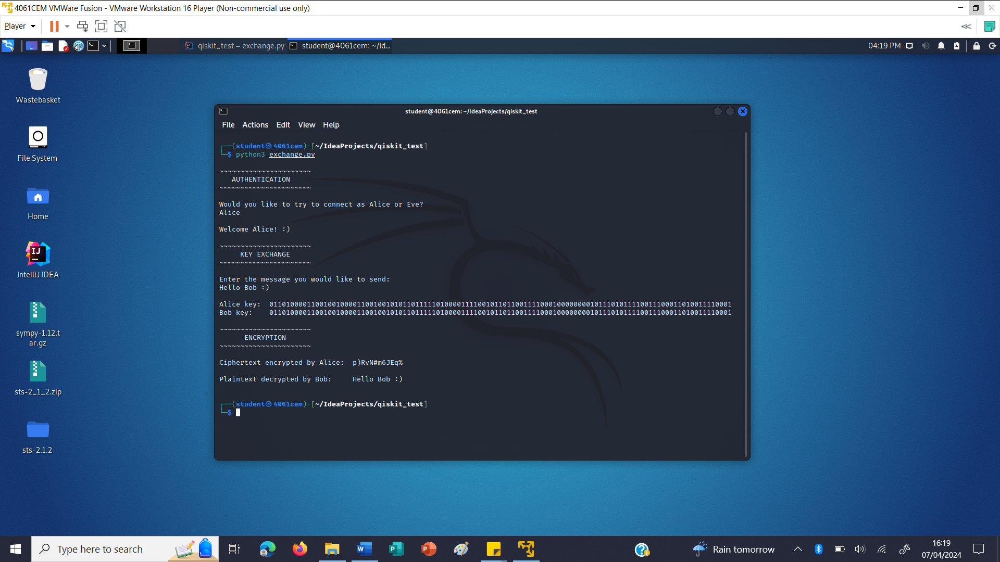 4061CEM VMWare Fusion - VMware Workstation 16 Player (Non-commercial use only)
Player
qiskit_test – exchange.py
student@4061cem: ~/Id...
04:19 PM
Wastebasket
File System
Home
IntelliJ IDEA
sympy-1.12.t
ar.gz
sts-2_1_2.zip
sts-2.1.2
student@4061cem: ~/IdeaProjects/qiskit_test
File Actions Edit View Help
(student㉿4061cem)-[~/IdeaProjects/qiskit_test]
$ python3 exchange.py
~~~~~~~~~~~~~~~~~~~~~~
AUTHENTICATION
~~~~~~~~~~~~~~~~~~~~~~
Would you like to try to connect as Alice or Eve?
Alice
Welcome Alice! :)
~~~~~~~~~~~~~~~~~~~~~~
KEY EXCHANGE
~~~~~~~~~~~~~~~~~~~~~~
Enter the message you would like to send:
Hello Bob :)
Alice key:
Bob key:
~~~~~~~~~~~~~~~~~~~~~~
ENCRYPTION
~~~~~~~~~~~~~~~~~~~~~~
Ciphertext encrypted by Alice: p)RvN#m6JEq%
Plaintext decrypted by Bob: Hello Bob :)
(student㉿4061cem)-[~/IdeaProjects/qiskit_test]
$
Type here to search
Rain tomorrow
16:19
07/04/2024